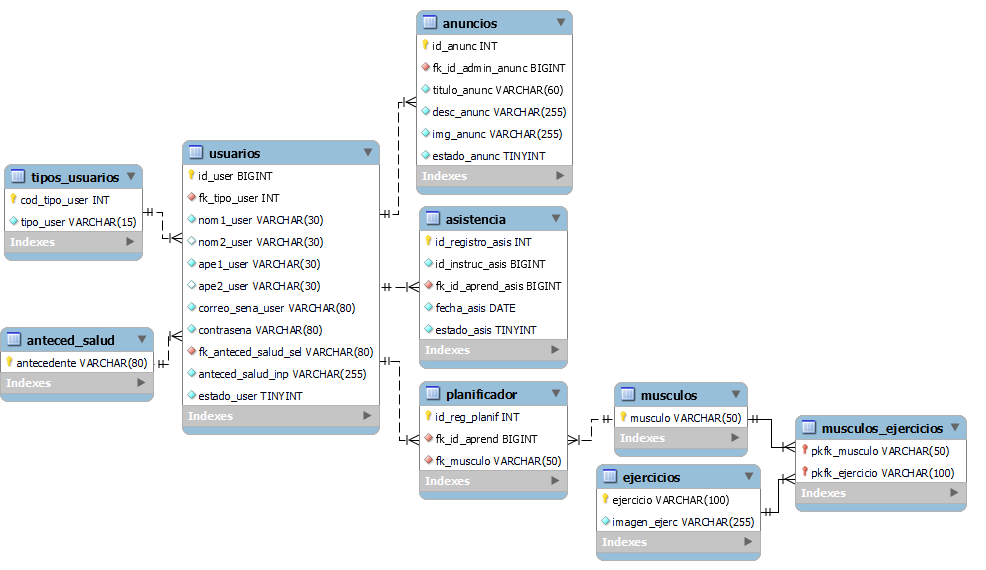 anuncios
id_anunc INT
fk_id_admin_anunc BIGINT
titulo_anunc VARCHAR(60)
desc_anunc VARCHAR(255)
img_anunc VARCHAR(255)
estado_anunc TINYINT
Indexes
tipos_usuarios
cod_tipo_user INT
tipo_user VARCHAR(15)
Indexes
usuarios
id_user BIGINT
fk_tipo_user INT
nom1_user VARCHAR(30)
nom2_user VARCHAR(30)
ape1_user VARCHAR(30)
ape2_user VARCHAR(30)
correo_sena_user VARCHAR(80)
contrasena VARCHAR(80)
fk_anteced_salud_sel VARCHAR(80)
anteced_salud_inp VARCHAR(255)
estado_user TINYINT
Indexes
asistencia
id_registro_asis INT
id_instruc_asis BIGINT
fk_id_aprend_asis BIGINT
fecha_asis DATE
estado_asis TINYINT
Indexes
anteced_salud
antecedente VARCHAR(80)
Indexes
planificador
id_reg_planif INT
fk_id_aprend BIGINT
fk_musculo VARCHAR(50)
Indexes
musculos
musculo VARCHAR(50)
Indexes
musculos_ejercicios
pkfk_musculo VARCHAR(50)
pkfk_ejercicio VARCHAR(100)
Indexes
ejercicios
ejercicio VARCHAR(100)
imagen_ejerc VARCHAR(255)
Indexes